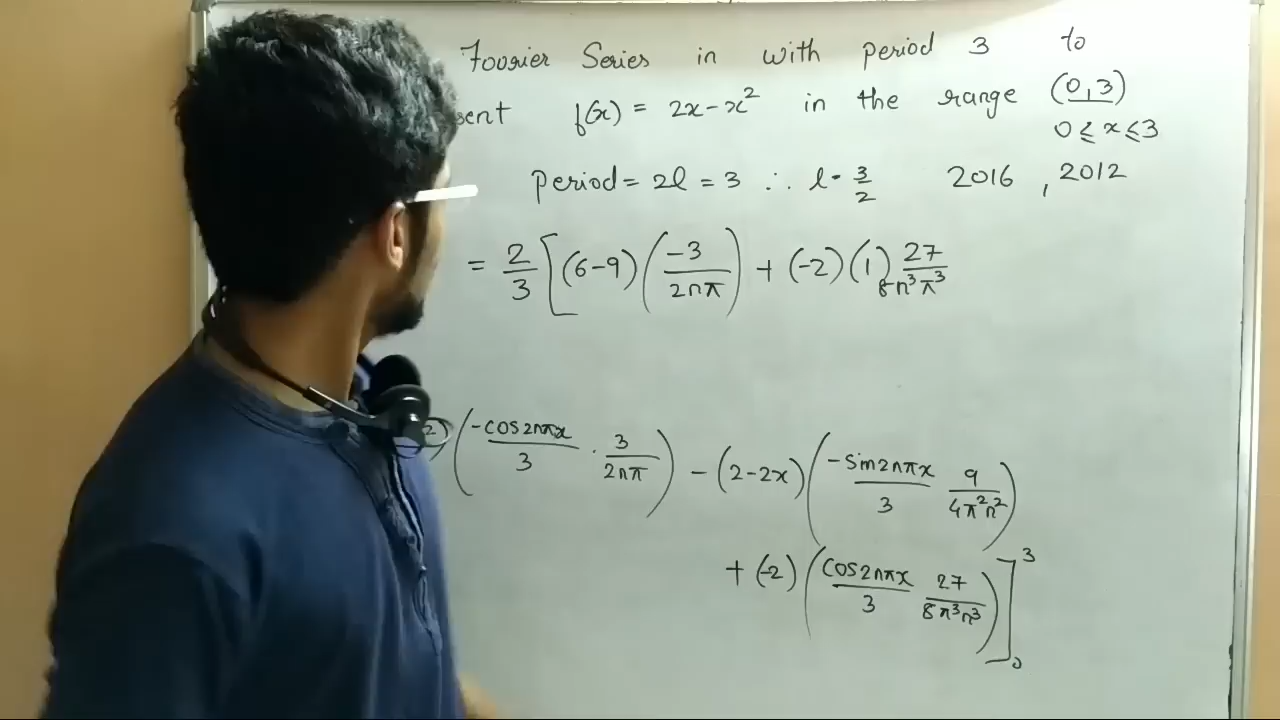 Fourier Series in with period 3 to
sent f(x) = 2x-x² in the range (0,3)
0 ≤ x ≤ 3
Period = 2l = 3 ∴ l = 3/2 2016 , 2012
= 2/3 [(6-9)(-3/2nπ) + (-2)(1) 27/8n³π³
2)(-cos2nπx/3 · 3/2nπ) - (2-2x)(-sin2nπx/3 9/4π²n²)
+ (-2)(cos2nπx/3 27/8π³n³)]₀³